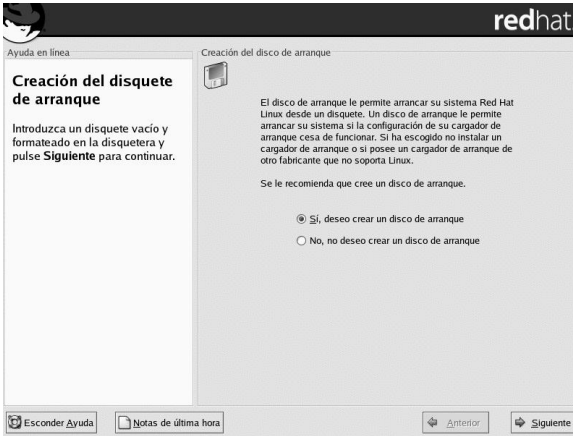 redhat
Ayuda en línea
Creación del disquete
de arranque
Introduzca un disquete vacío y
formateado en la disquetera y
pulse Siguiente para continuar.
Creación del disco de arranque
El disco de arranque le permite arrancar su sistema Red Hat
Linux desde un disquete. Un disco de arranque le permite
arrancar su sistema si la configuración de su cargador de
arranque cesa de funcionar. Si ha escogido no instalar un
cargador de arranque o si posee un cargador de arranque de
otro fabricante que no soporta Linux.
Se le recomienda que cree un disco de arranque.
Sí, deseo crear un disco de arranque
No, no deseo crear un disco de arranque
Esconder Ayuda
Notas de última hora
Anterior
Siguiente